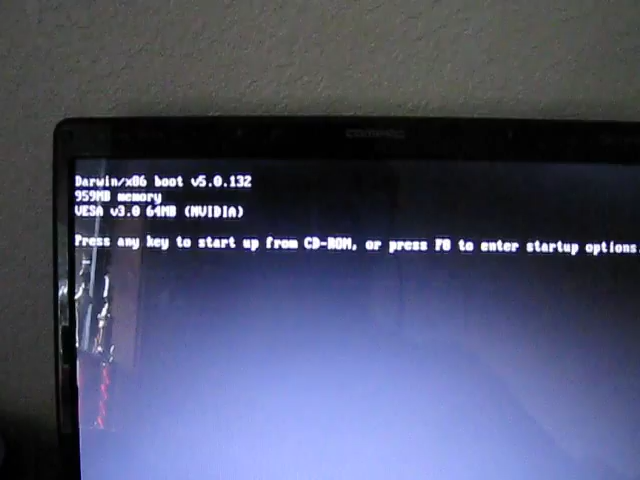 Darwin/x86 boot v5.0.132
959MB memory
VESA v3.0 64MB (NVIDIA)
Press any key to start up from CD-ROM, or press F8 to enter startup options.